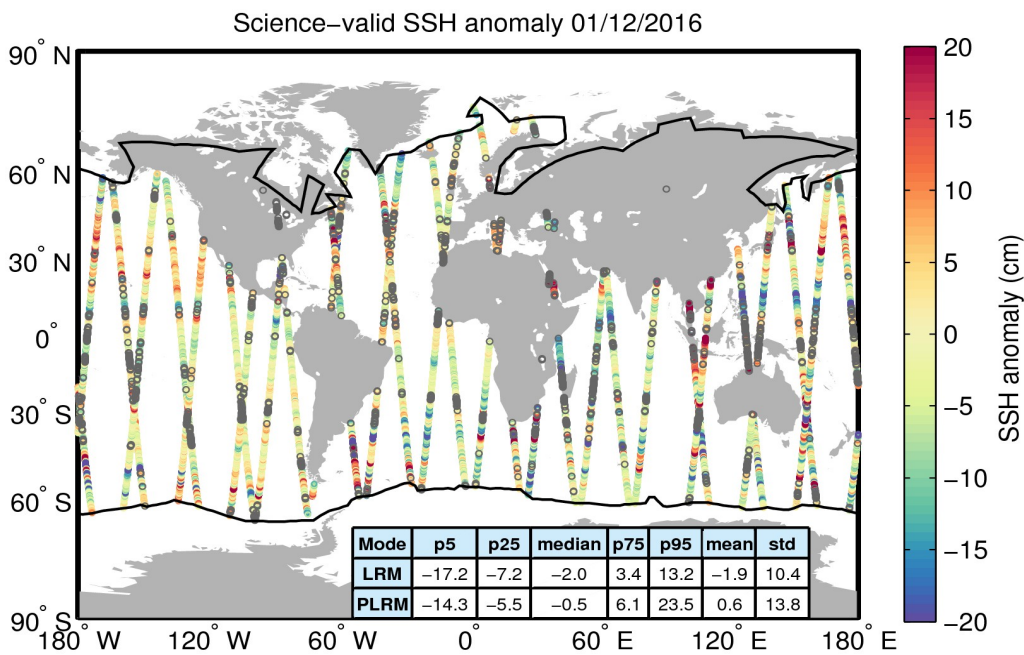 Science−valid SSH anomaly 01/12/2016
90° N
60° N
30° N
0°
30° S
60° S
90° S
180° W
120° W
60° W
0°
60° E
120° E
180° E
Mode p5 p25 median p75 p95 mean std
LRM −17.2 −7.2 −2.0 3.4 13.2 −1.9 10.4
PLRM −14.3 −5.5 −0.5 6.1 23.5 0.6 13.8
20
15
10
5
0
−5
−10
−15
−20
SSH anomaly (cm)